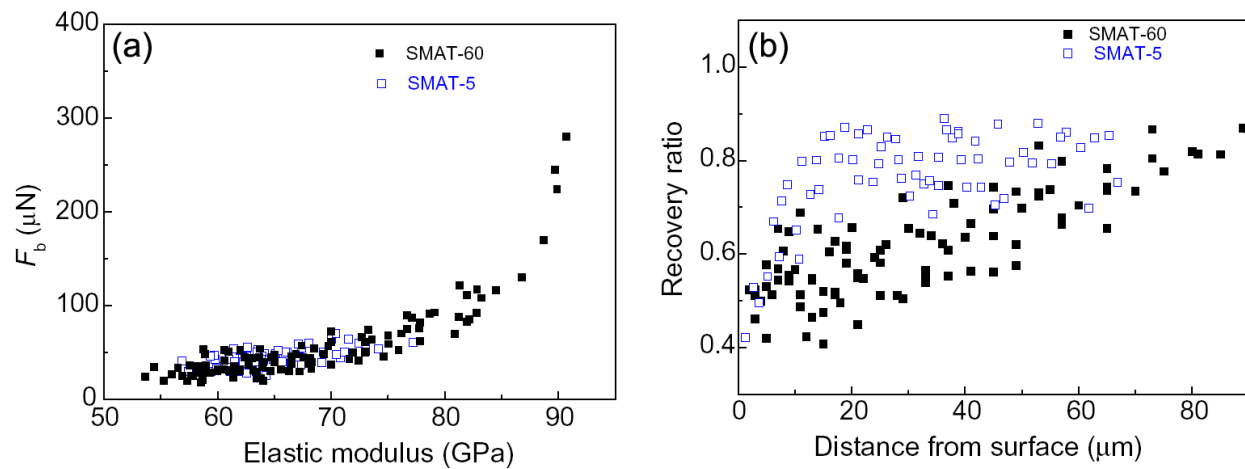 (a)
SMAT-60
SMAT-5
400
300
200
100
0
50
60
70
80
90
F_b (μN)
Elastic modulus (GPa)
(b)
SMAT-60
SMAT-5
1.0
0.8
0.6
0.4
0
20
40
60
80
Recovery ratio
Distance from surface (μm)